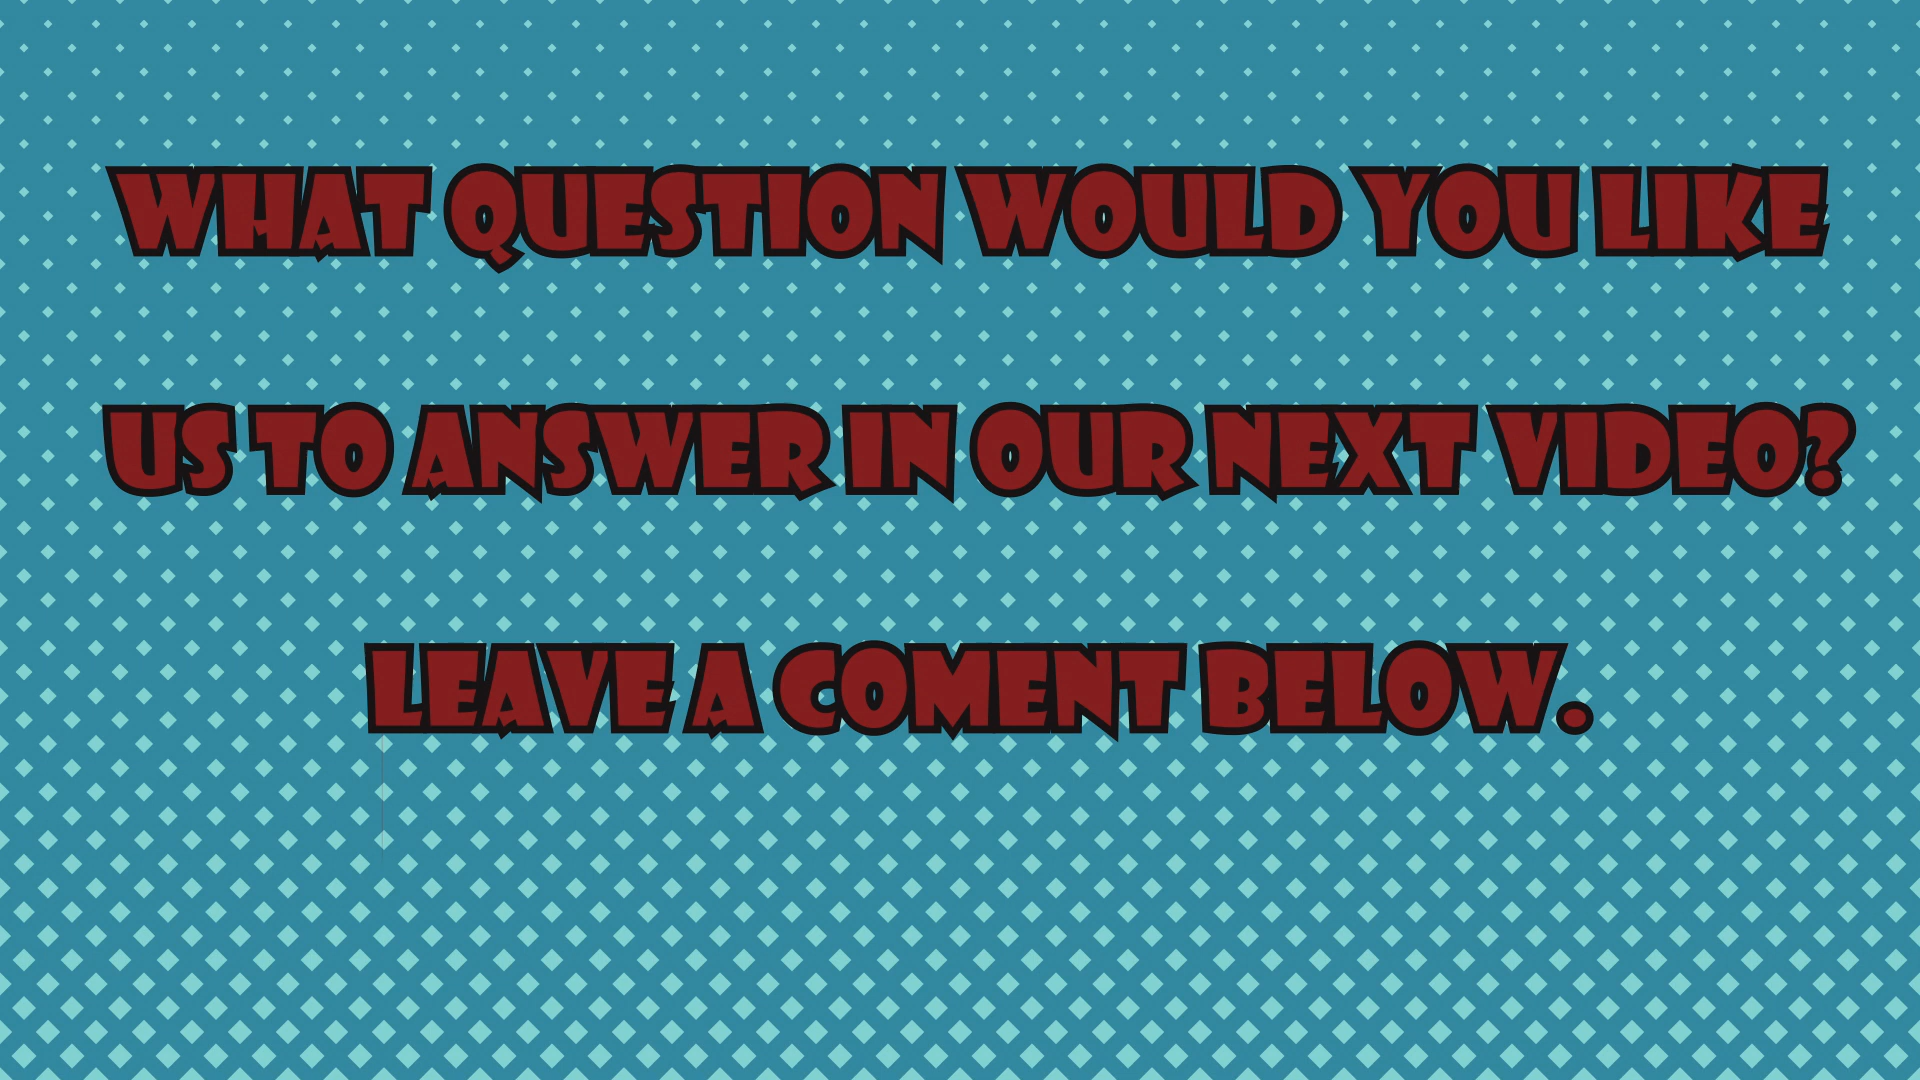 WHAT QUESTION WOULD YOU LIKE
US TO ANSWER IN OUR NEXT VIDEO?
LEAVE A COMENT BELOW.